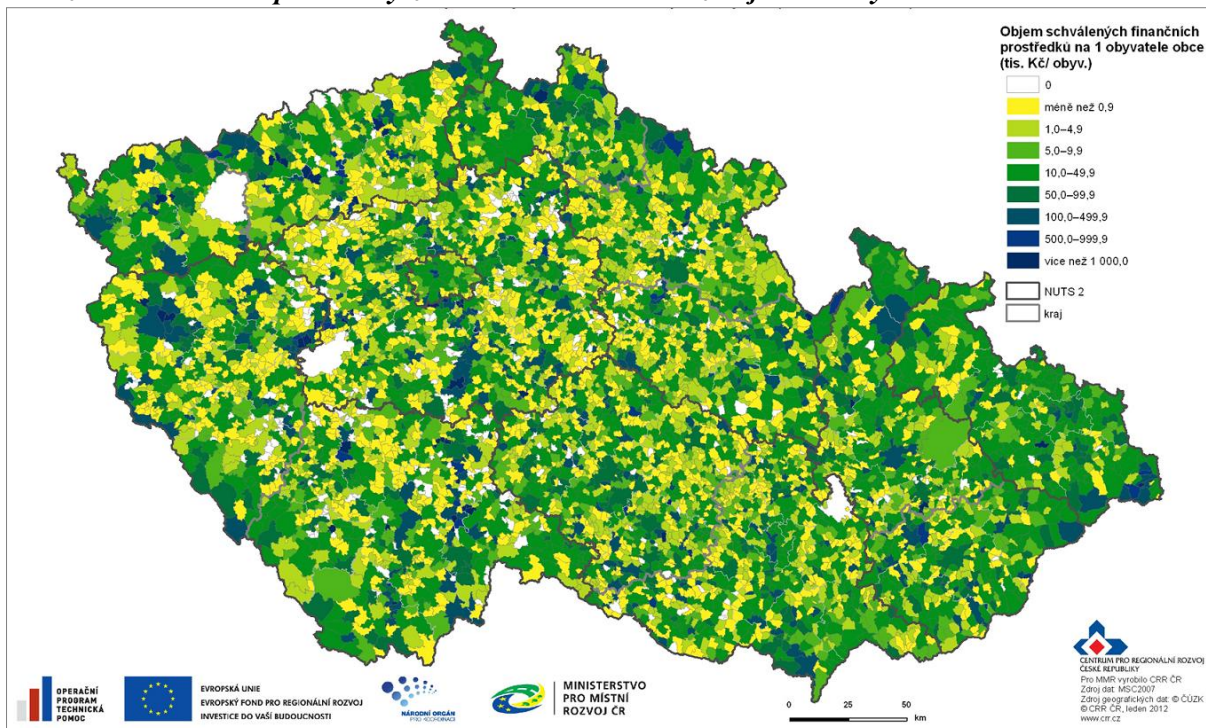 Objem schválených finančních
prostředků na 1 obyvatele obce
(tis. Kč/ obyv.)
0
méně než 0,9
1,0–4,9
5,0–9,9
10,0–49,9
50,0–99,9
100,0–499,9
500,0–999,9
více než 1 000,0
NUTS 2
kraj
OPERAČNÍ
PROGRAM
TECHNICKÁ
POMOC
EVROPSKÁ UNIE
EVROPSKÝ FOND PRO REGIONÁLNÍ ROZVOJ
INVESTICE DO VAŠÍ BUDOUCNOSTI
NÁRODNÍ ORGÁN
PRO KOORDINACI
MINISTERSTVO
PRO MÍSTNÍ
ROZVOJ ČR
0 25 50
km
CENTRUM PRO REGIONÁLNÍ ROZVOJ
ČESKÉ REPUBLIKY
Pro MMR vyrobilo CRR ČR
Zdroj dat: MSC2007
Zdroj geografických dat: © ČÚZK
© CRR ČR, leden 2012
www.crr.cz